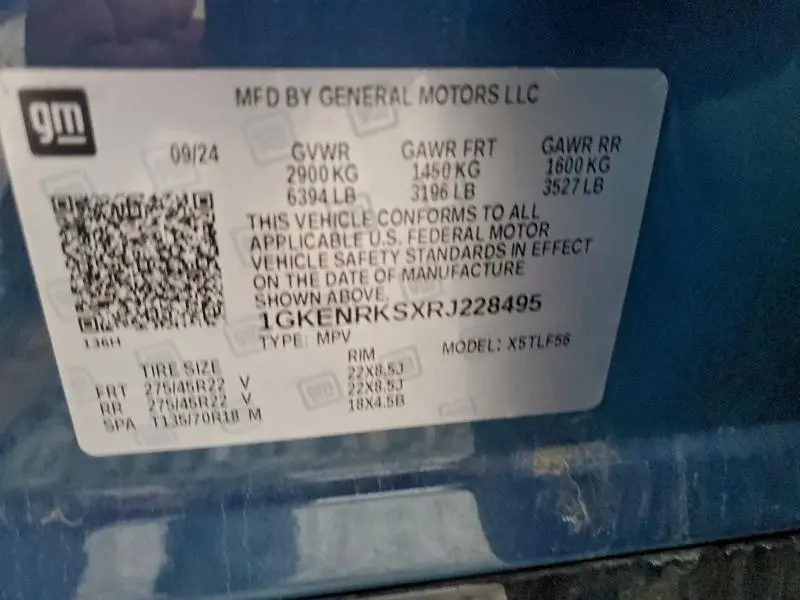 gm
MFD BY GENERAL MOTORS LLC
09/24 GVWR GAWR FRT GAWR RR
2900 KG 1450 KG 1600 KG
6394 LB 3196 LB 3527 LB
THIS VEHICLE CONFORMS TO ALL
APPLICABLE U.S. FEDERAL MOTOR
VEHICLE SAFETY STANDARDS IN EFFECT
ON THE DATE OF MANUFACTURE
SHOWN ABOVE.
1GKENRKSXRJ228495
136H
TYPE: MPV MODEL: X5TLF56
TIRE SIZE RIM
FRT 275/45R22 V 22X8.5J
RR 275/45R22 V 22X8.5J
SPA T135/70R18 M 18X4.5B